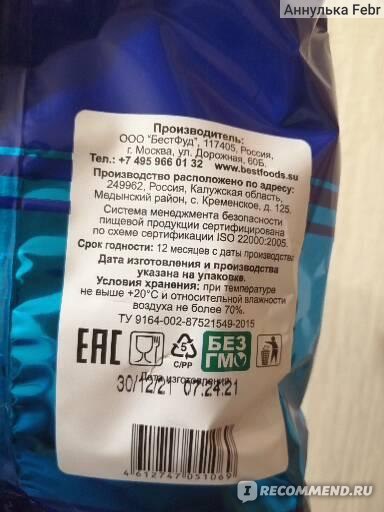 Аннулька Febr
Производитель:
ООО "БестФуд", 117405, Россия,
г. Москва, ул. Дорожная, 60Б.
Тел.: +7 495 966 01 32 www.bestfoods.su
Производство расположено по адресу:
249962, Россия, Калужская область,
Медынский район, с. Кременское, д. 125.
Система менеджмента безопасности
пищевой продукции сертифицирована
по схеме сертификации ISO 22000:2005.
Срок годности: 12 месяцев с даты производства
Дата изготовления и производства
указана на упаковке.
Условия хранения: при температуре
не выше +20°С и относительной влажности
воздуха не более 70%.
ТУ 9164-002-87521549-2015
ЕАС 5 C/PP БЕЗ ГМО
Дата изготовления
30/12/21 07.24.21
4612747051069
IRECOMMEND.RU